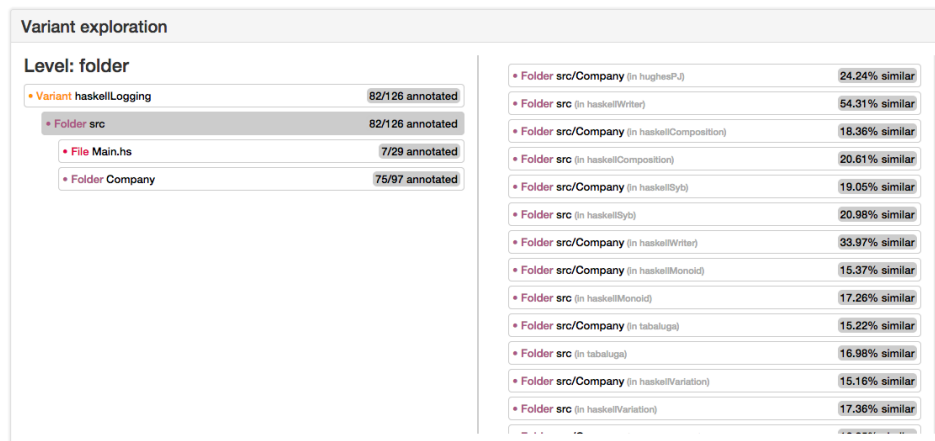 Variant exploration
Level: folder
• Variant haskellLogging 82/126 annotated
• Folder src 82/126 annotated
• File Main.hs 7/29 annotated
• Folder Company 75/97 annotated
• Folder src/Company (in hughesPJ) 24.24% similar
• Folder src (in haskellWriter) 54.31% similar
• Folder src/Company (in haskellComposition) 18.36% similar
• Folder src (in haskellComposition) 20.61% similar
• Folder src/Company (in haskellSyb) 19.05% similar
• Folder src (in haskellSyb) 20.98% similar
• Folder src/Company (in haskellWriter) 33.97% similar
• Folder src/Company (in haskellMonoid) 15.37% similar
• Folder src (in haskellMonoid) 17.26% similar
• Folder src/Company (in tabaluga) 15.22% similar
• Folder src (in tabaluga) 16.98% similar
• Folder src/Company (in haskellVariation) 15.16% similar
• Folder src (in haskellVariation) 17.36% similar